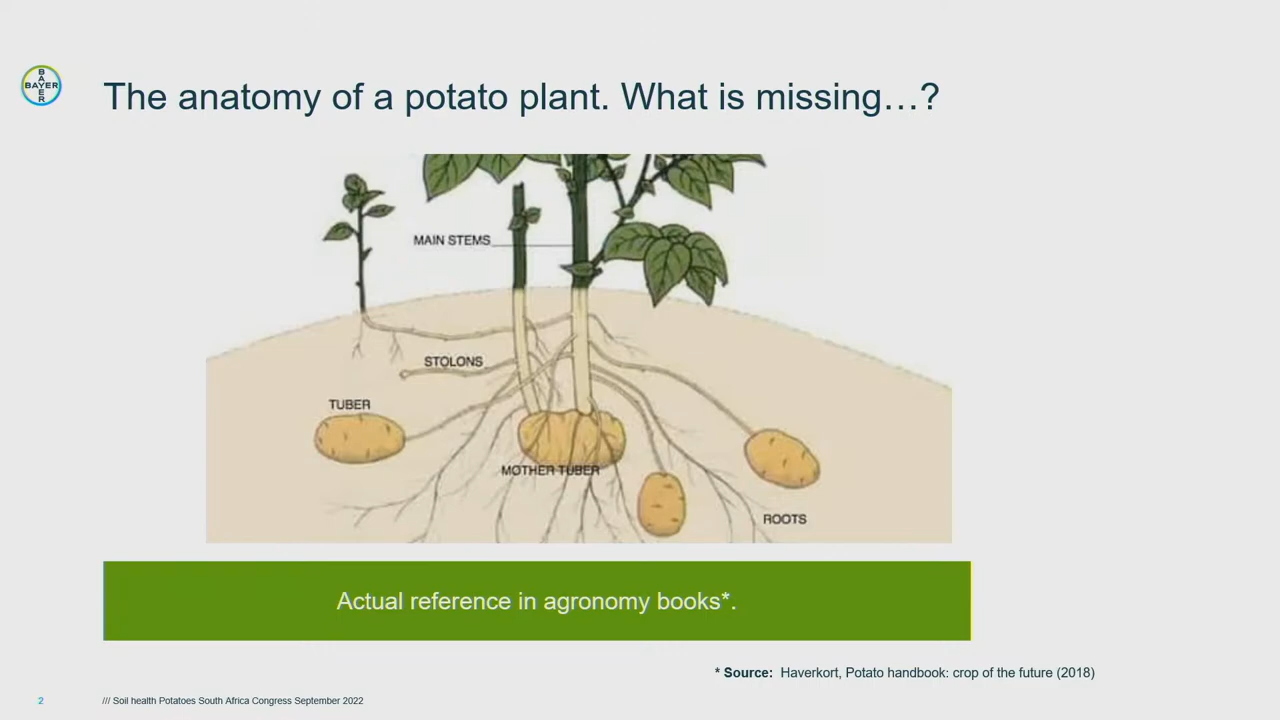 BAYER
BAYER
The anatomy of a potato plant. What is missing…?
MAIN STEMS
STOLONS
TUBER
MOTHER TUBER
ROOTS
Actual reference in agronomy books*.
* Source: Haverkort, Potato handbook: crop of the future (2018)
2
/// Soil health Potatoes South Africa Congress September 2022